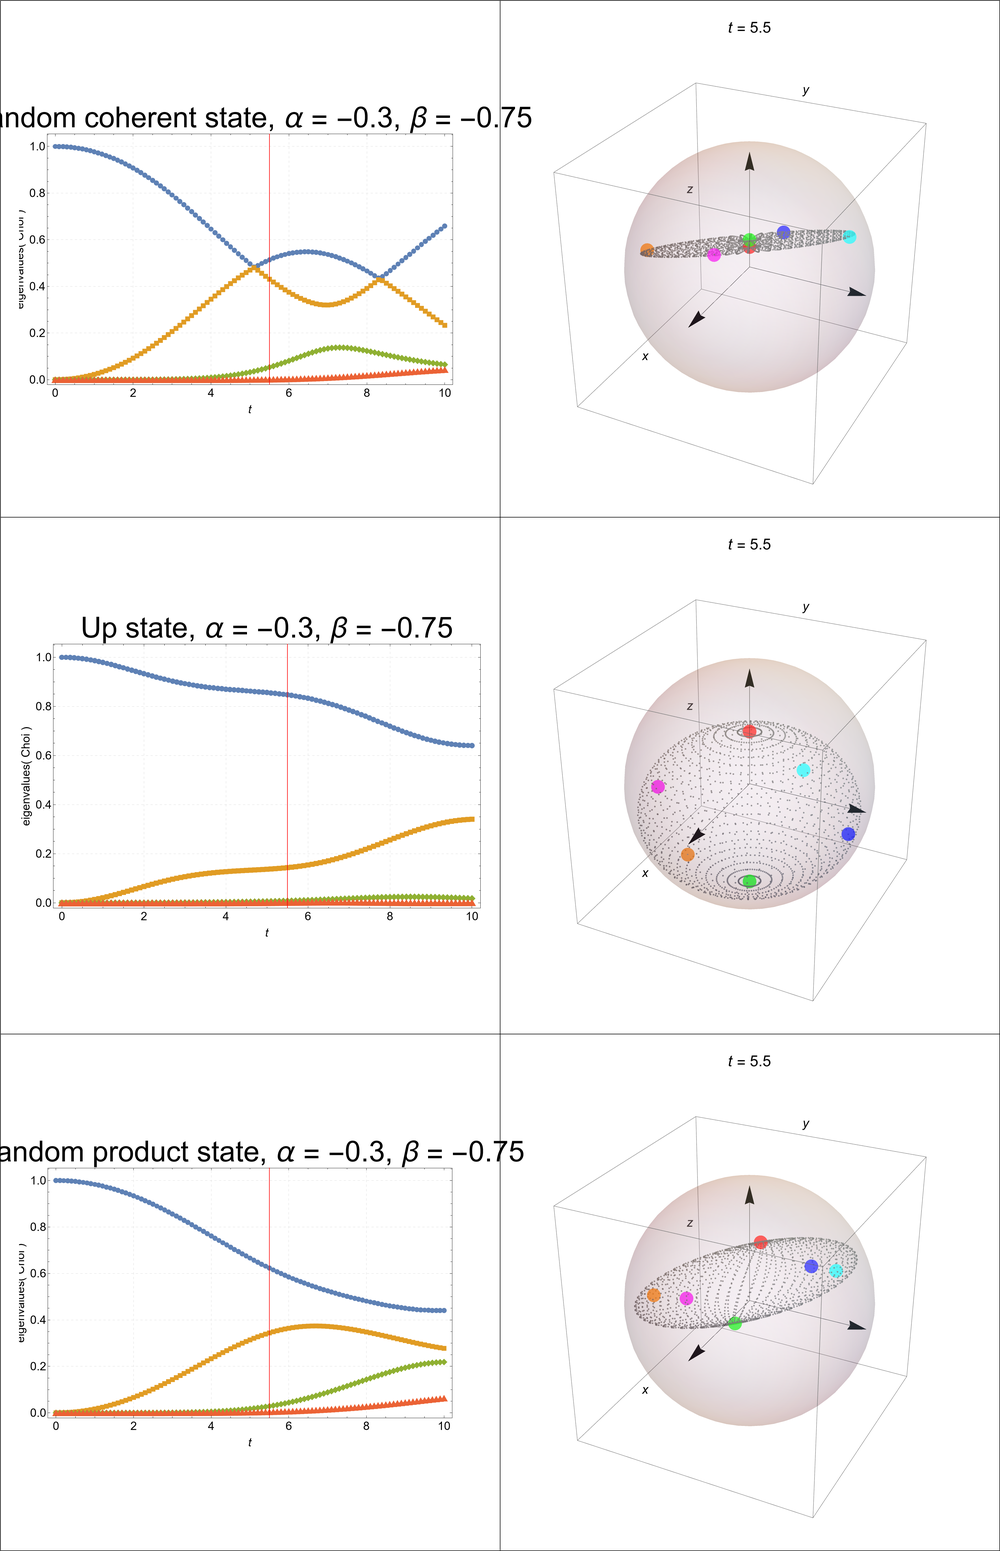 t = 5.5
y
andom coherent state, α = −0.3, β = −0.75
1.0
0.8
0.6
0.4
0.2
0.0
0 2 4 6 8 10
t
eigenvalues( Choi )
z
x
t = 5.5
y
Up state, α = −0.3, β = −0.75
1.0
0.8
0.6
0.4
0.2
0.0
0 2 4 6 8 10
t
eigenvalues( Choi )
z
x
t = 5.5
y
andom product state, α = −0.3, β = −0.75
1.0
0.8
0.6
0.4
0.2
0.0
0 2 4 6 8 10
t
eigenvalues( Choi )
z
x